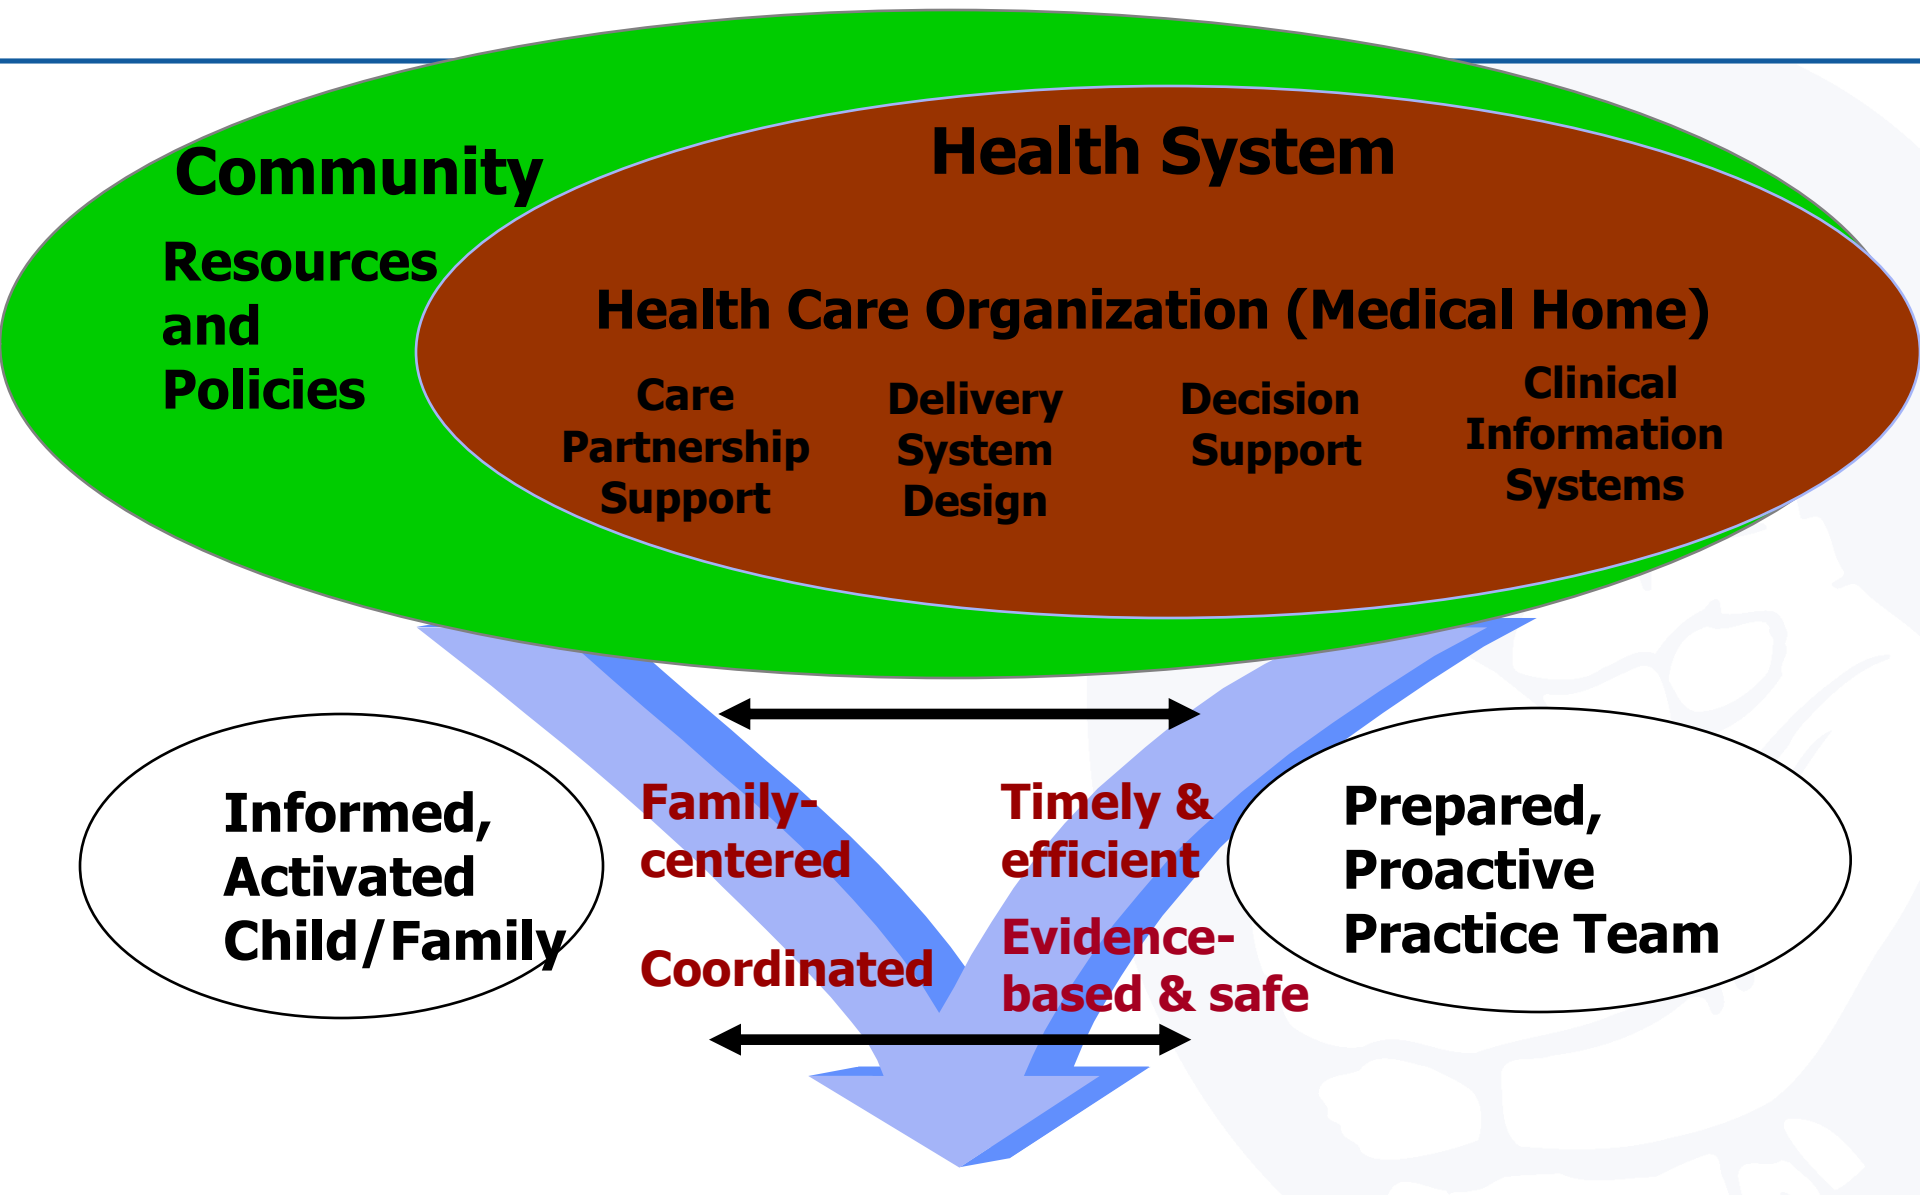 Community
Resources
and
Policies
Health System
Health Care Organization (Medical Home)
Care
Partnership
Support
Delivery
System
Design
Decision
Support
Clinical
Information
Systems
Informed,
Activated
Child/Family
Family-
centered
Coordinated
Timely &
efficient
Evidence-
based & safe
Prepared,
Proactive
Practice Team